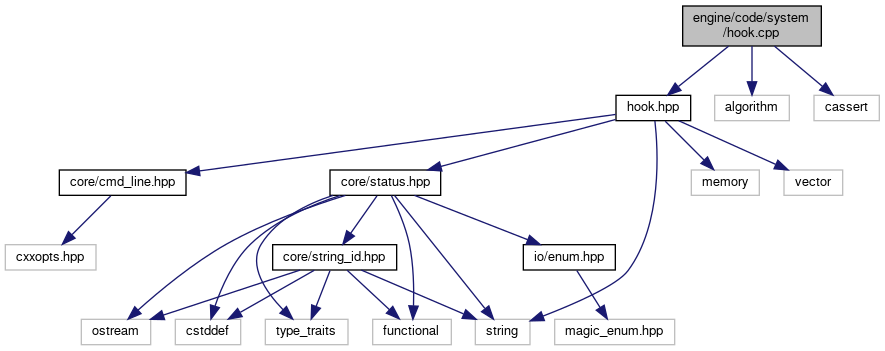 engine/code/system
/hook.cpp
hook.hpp
algorithm
cassert
core/cmd_line.hpp
core/status.hpp
memory
vector
cxxopts.hpp
core/string_id.hpp
io/enum.hpp
ostream
cstddef
type_traits
functional
string
magic_enum.hpp